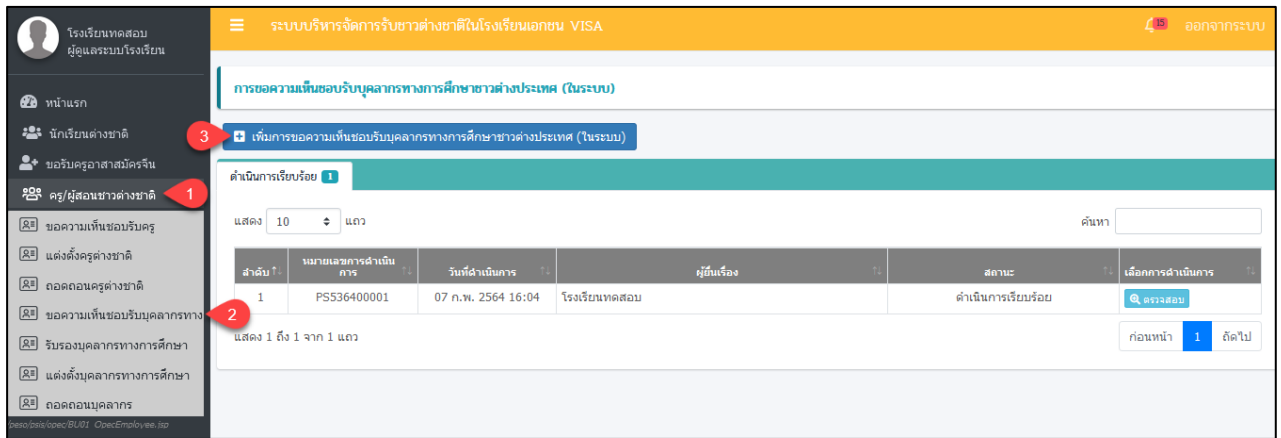 โรงเรียนทดสอบ
ผู้ดูแลระบบโรงเรียน
ระบบบริหารจัดการรับชาวต่างชาติในโรงเรียนเอกชน VISA
15
ออกจากระบบ
หน้าแรก
นักเรียนต่างชาติ
ขอรับครูอาสาสมัครจีน
ครู/ผู้สอนชาวต่างชาติ
1
ขอความเห็นชอบรับครู
แต่งตั้งครูต่างชาติ
ถอดถอนครูต่างชาติ
ขอความเห็นชอบรับบุคลากรทาง
2
รับรองบุคลากรทางการศึกษา
แต่งตั้งบุคลากรทางการศึกษา
ถอดถอนบุคลากร
/peso/psis/opec/BU01_OpecEmployee.jsp
การขอความเห็นชอบรับบุคลากรทางการศึกษาชาวต่างประเทศ (ในระบบ)
3
เพิ่มการขอความเห็นชอบรับบุคลากรทางการศึกษาชาวต่างประเทศ (ในระบบ)
ดำเนินการเรียบร้อย 1
แสดง 10 แถว
ค้นหา
ลำดับ หมายเลขการดำเนินการ วันที่ดำเนินการ ผู้ยื่นเรื่อง สถานะ เลือกการดำเนินการ
1 PS536400001 07 ก.พ. 2564 16:04 โรงเรียนทดสอบ ดำเนินการเรียบร้อย ตรวจสอบ
แสดง 1 ถึง 1 จาก 1 แถว
ก่อนหน้า 1 ถัดไป